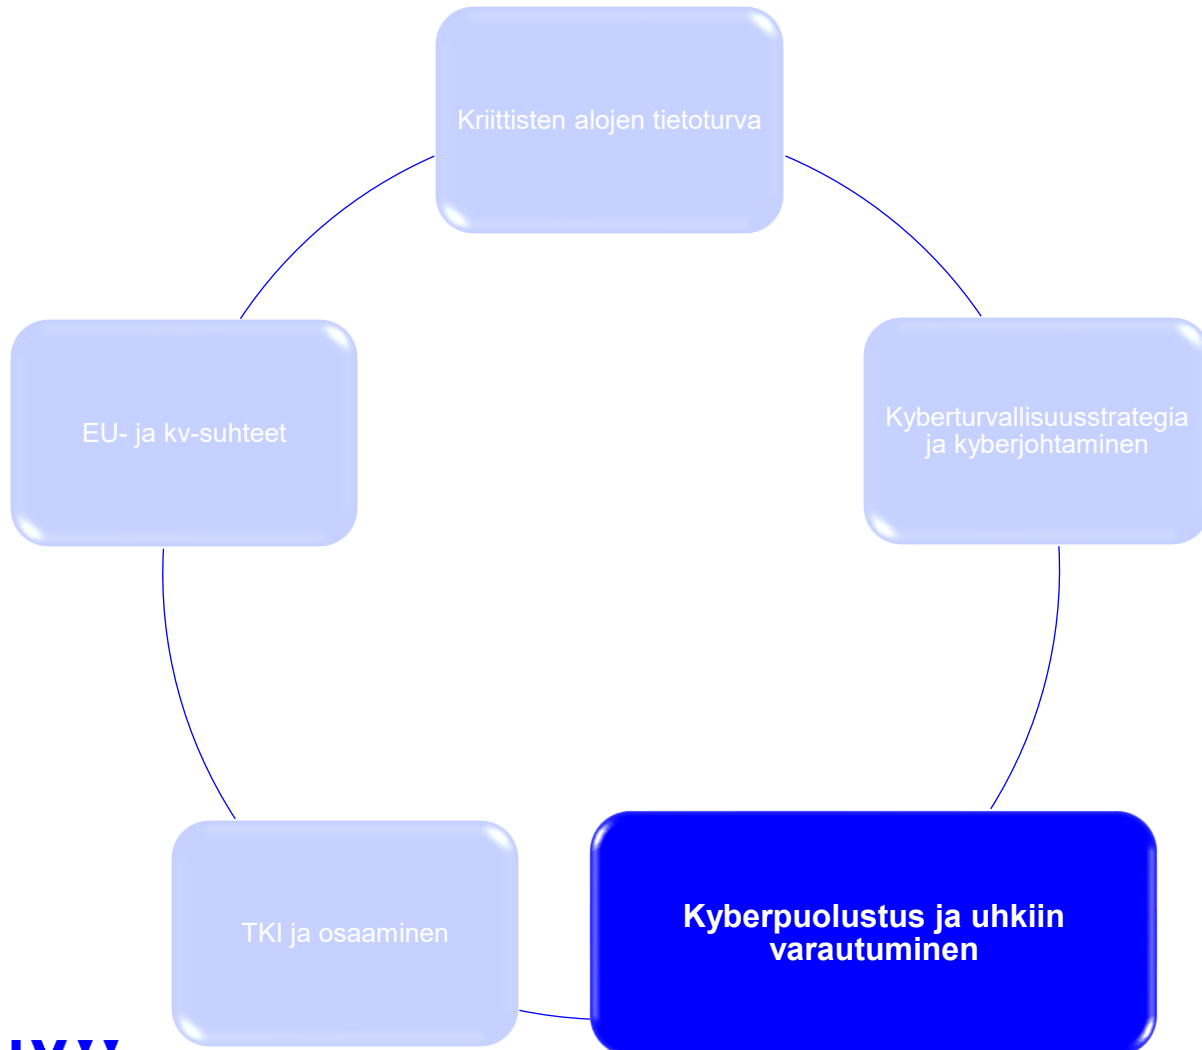 Kriittisten alojen tietoturva
EU- ja kv-suhteet
Kyberturvallisuusstrategia
ja kyberjohtaminen
TKI ja osaaminen
Kyberpuolustus ja uhkiin
varautuminen